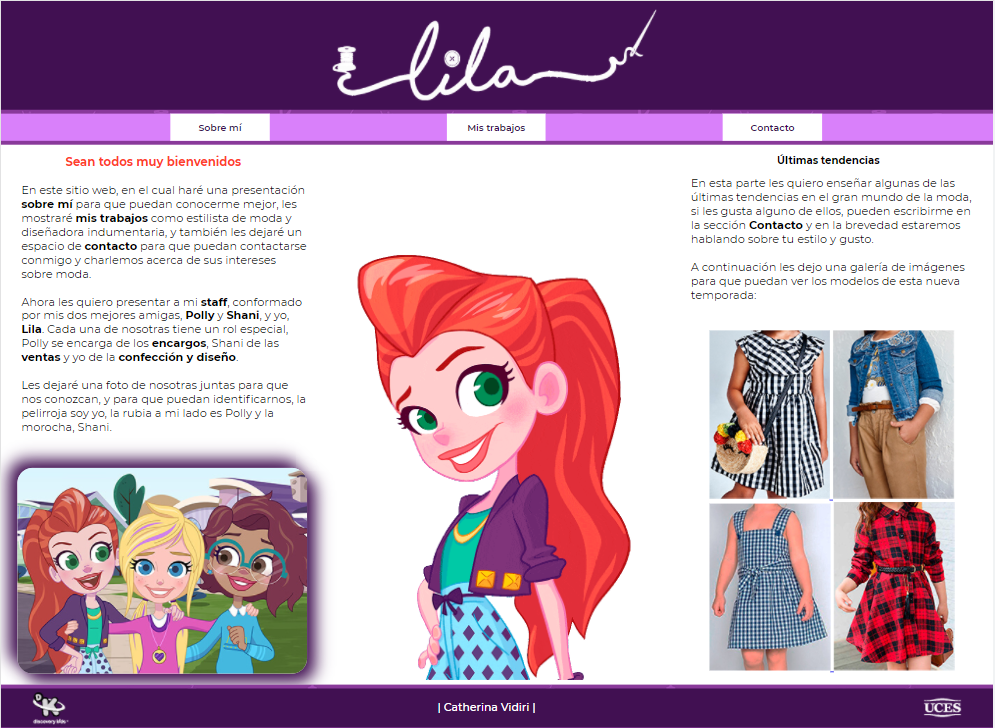 lila
Sobre mí
Mis trabajos
Contacto
Sean todos muy bienvenidos
En este sitio web, en el cual haré una presentación
sobre mí para que puedan conocerme mejor, les
mostraré mis trabajos como estilista de moda y
diseñadora indumentaria, y también les dejaré un
espacio de contacto para que puedan contactarse
conmigo y charlemos acerca de sus intereses
sobre moda.
Ahora les quiero presentar a mi staff, conformado
por mis dos mejores amigas, Polly y Shani, y yo,
Lila. Cada una de nosotras tiene un rol especial,
Polly se encarga de los encargos, Shani de las
ventas y yo de la confección y diseño.
Les dejaré una foto de nosotras juntas para que
nos conozcan, y para que puedan identificarnos, la
pelirroja soy yo, la rubia a mi lado es Polly y la
morocha, Shani.
Últimas tendencias
En esta parte les quiero enseñar algunas de las
últimas tendencias en el gran mundo de la moda,
si les gusta alguno de ellos, pueden escribirme en
la sección Contacto y en la brevedad estaremos
hablando sobre tu estilo y gusto.
A continuación les dejo una galería de imágenes
para que puedan ver los modelos de esta nueva
temporada:
DK
discovery kids
| Catherina Vidiri |
UCES